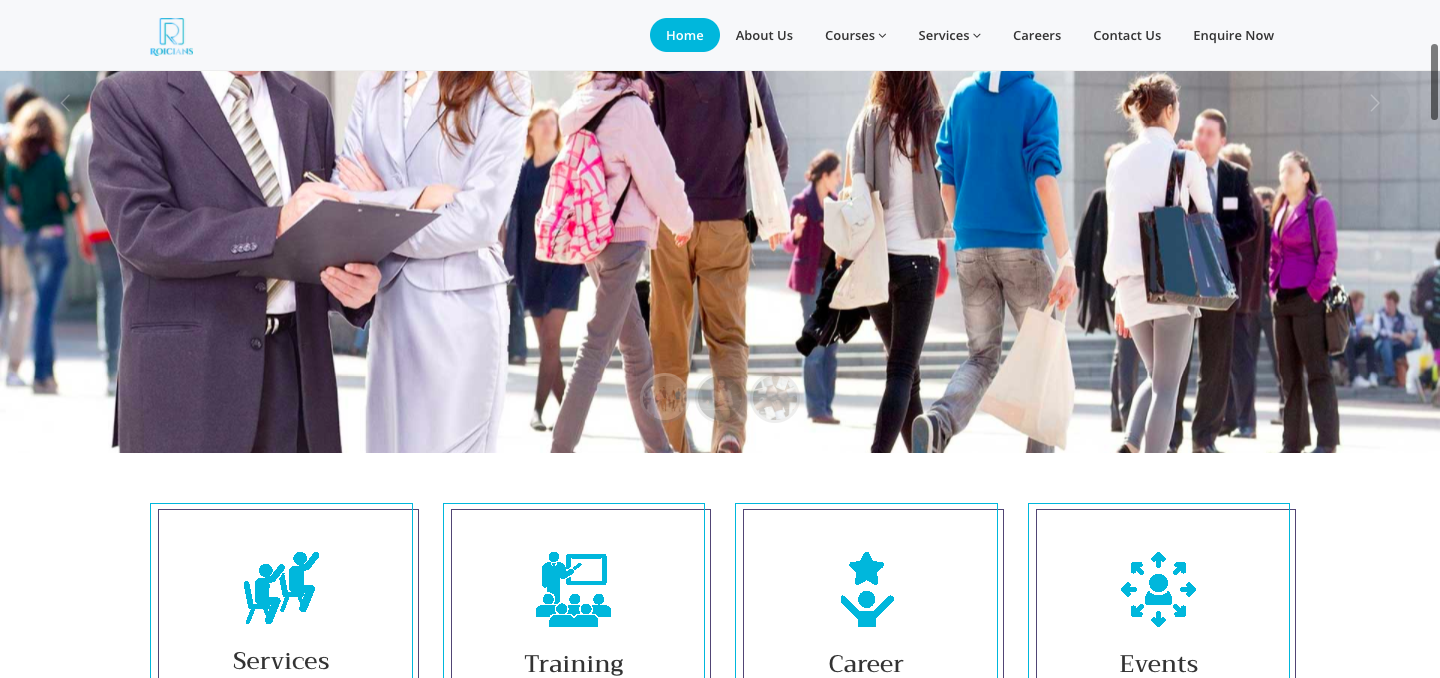 ROICIANS
Home About Us Courses Services Careers Contact Us Enquire Now
Services Training Career Events